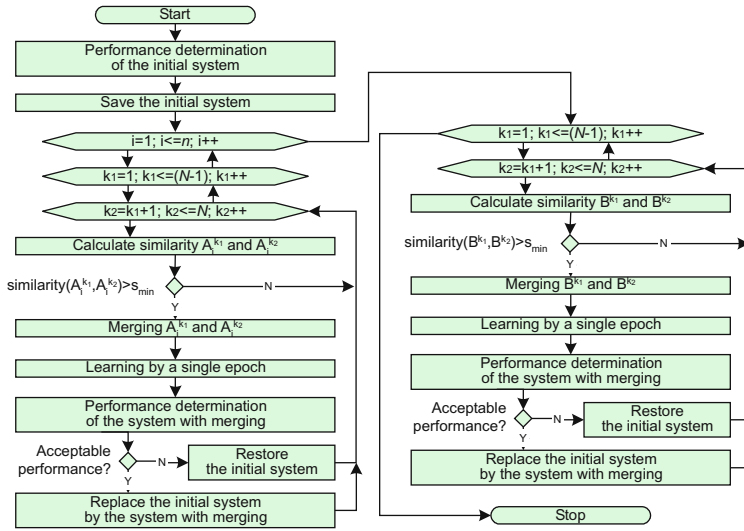 Start
Performance determination
of the initial system
Save the initial system
i=1; i<=n; i++
k₁=1; k₁<=(N-1); k₁++
k₂=k₁+1; k₂<=N; k₂++
Calculate similarity Aᵢᵏ¹ and Aᵢᵏ²
similarity(Aᵢᵏ¹,Aᵢᵏ²)>sₘᵢₙ
N
Y
Merging Aᵢᵏ¹ and Aᵢᵏ²
Learning by a single epoch
Performance determination
of the system with merging
Acceptable
performance?
N
Restore
the initial system
Y
Replace the initial system
by the system with merging
k₁=1; k₁<=(N-1); k₁++
k₂=k₁+1; k₂<=N; k₂++
Calculate similarity Bᵏ¹ and Bᵏ²
similarity(Bᵏ¹,Bᵏ²)>sₘᵢₙ
N
Y
Merging Bᵏ¹ and Bᵏ²
Learning by a single epoch
Performance determination
of the system with merging
Acceptable
performance?
N
Restore
the initial system
Y
Replace the initial system
by the system with merging
Stop